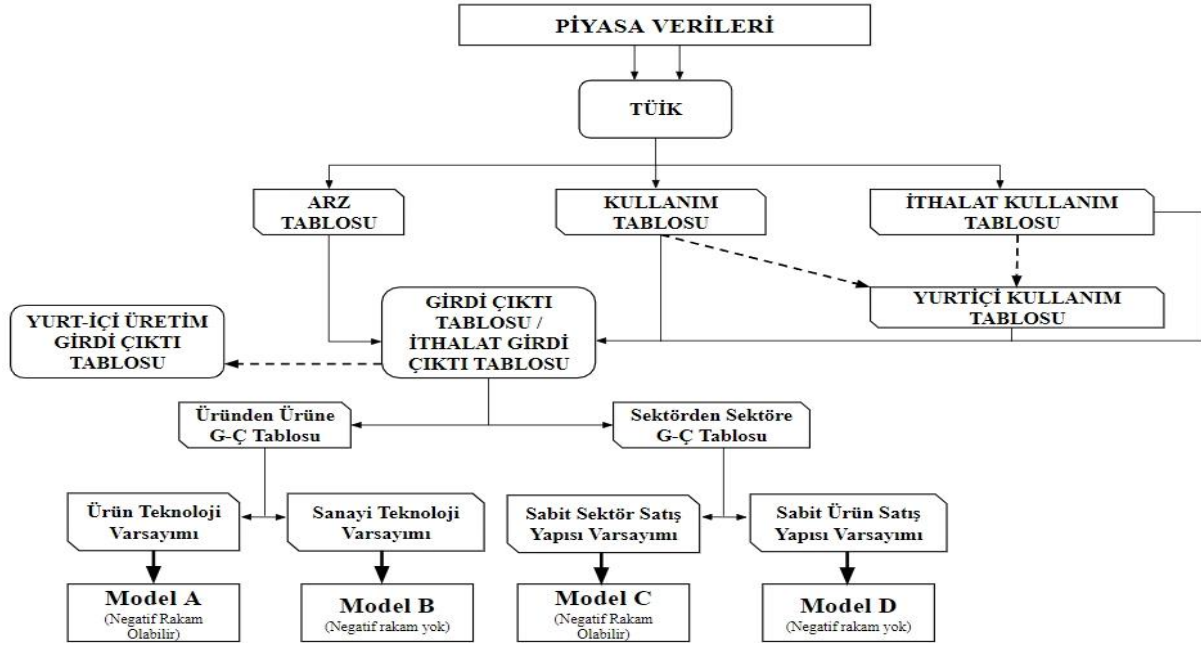 PİYASA VERİLERİ
TÜİK
ARZ
TABLOSU
KULLANIM
TABLOSU
İTHALAT KULLANIM
TABLOSU
YURTİÇİ KULLANIM
TABLOSU
GİRDİ ÇIKTI
TABLOSU /
İTHALAT GİRDİ
ÇIKTI TABLOSU
YURT-İÇİ ÜRETİM
GİRDİ ÇIKTI
TABLOSU
Üründen Ürüne
G-Ç Tablosu
Sektörden Sektöre
G-Ç Tablosu
Ürün Teknoloji
Varsayımı
Sanayi Teknoloji
Varsayımı
Sabit Sektör Satış
Yapısı Varsayımı
Sabit Ürün Satış
Yapısı Varsayımı
Model A
(Negatif Rakam
Olabilir)
Model B
(Negatif rakam yok)
Model C
(Negatif Rakam
Olabilir)
Model D
(Negatif rakam yok)